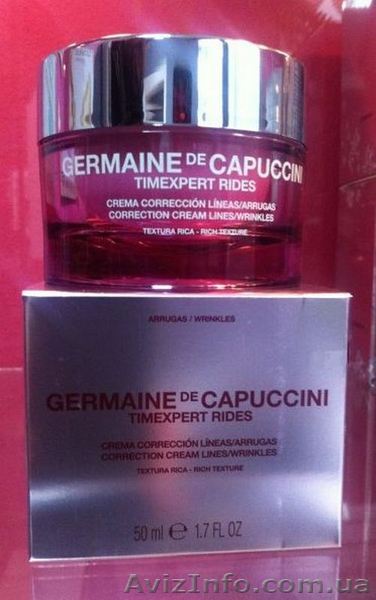 GERMAINE DE CAPUCCINI
TIMEXPERT RIDES
CREMA CORRECCIÓN LÍNEAS/ARRUGAS
CORRECTION CREAM LINES/WRINKLES
TEXTURA RICA - RICH TEXTURE
ARRUGAS / WRINKLES
GERMAINE DE CAPUCCINI
TIMEXPERT RIDES
CREMA CORRECCIÓN LÍNEAS/ARRUGAS
CORRECTION CREAM LINES/WRINKLES
TEXTURA RICA - RICH TEXTURE
50 ml ℮ 1.7 FL OZ
AvizInfo.com.ua